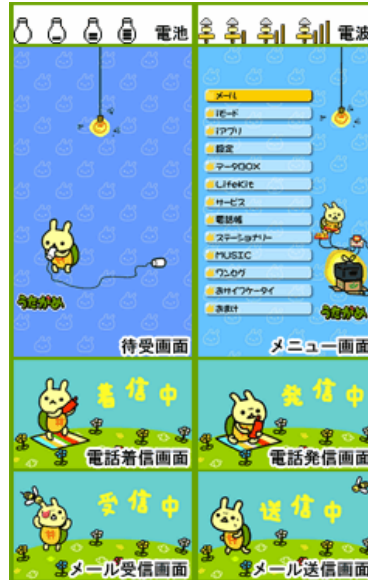 電池
電波
メール
iモード
iアプリ
設定
データBOX
LifeKit
サービス
電話帳
ステーショナリー
MUSIC
ワンセグ
おサイフケータイ
おまけ
うたがめ
うたがめ
待受画面
メニュー画面
着信中
電話着信画面
発信中
電話発信画面
受信中
メール受信画面
送信中
メール送信画面